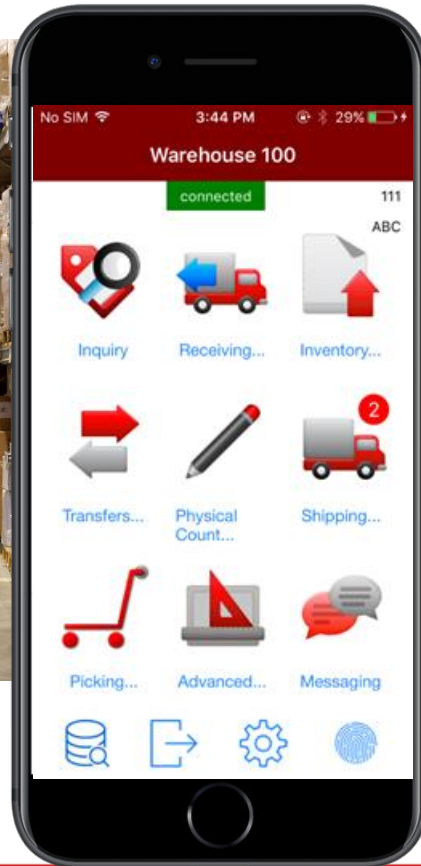 No SIM 3:44 PM 29%
Warehouse 100
connected 111
ABC
Inquiry Receiving... Inventory...
2
Transfers... Physical Count... Shipping...
Picking... Advanced... Messaging